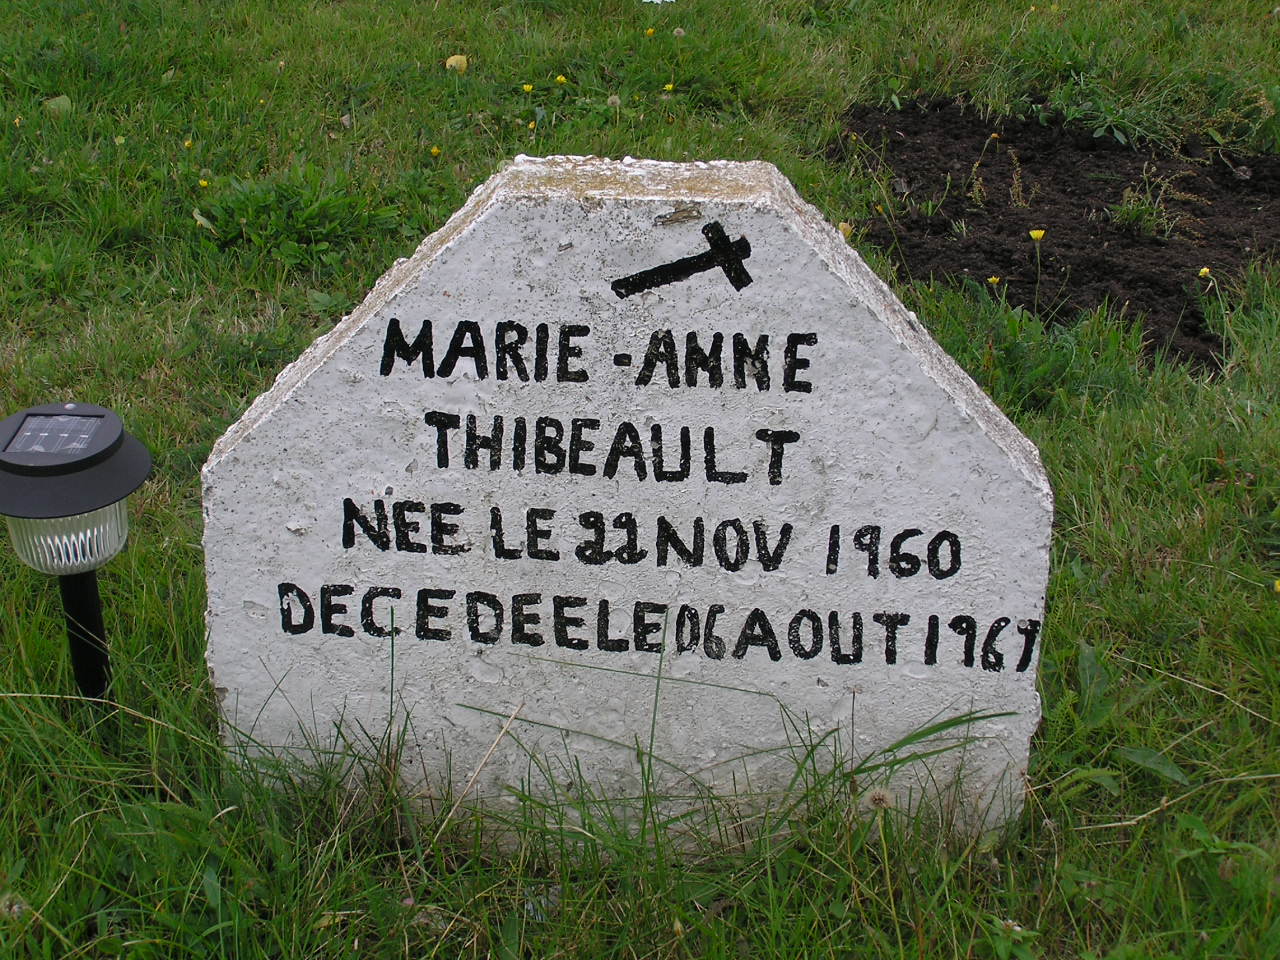 MARIE-ANNE
THIBEAULT
NEE LE 22 NOV 1960
DECEDEE LE 06 AOUT 1967